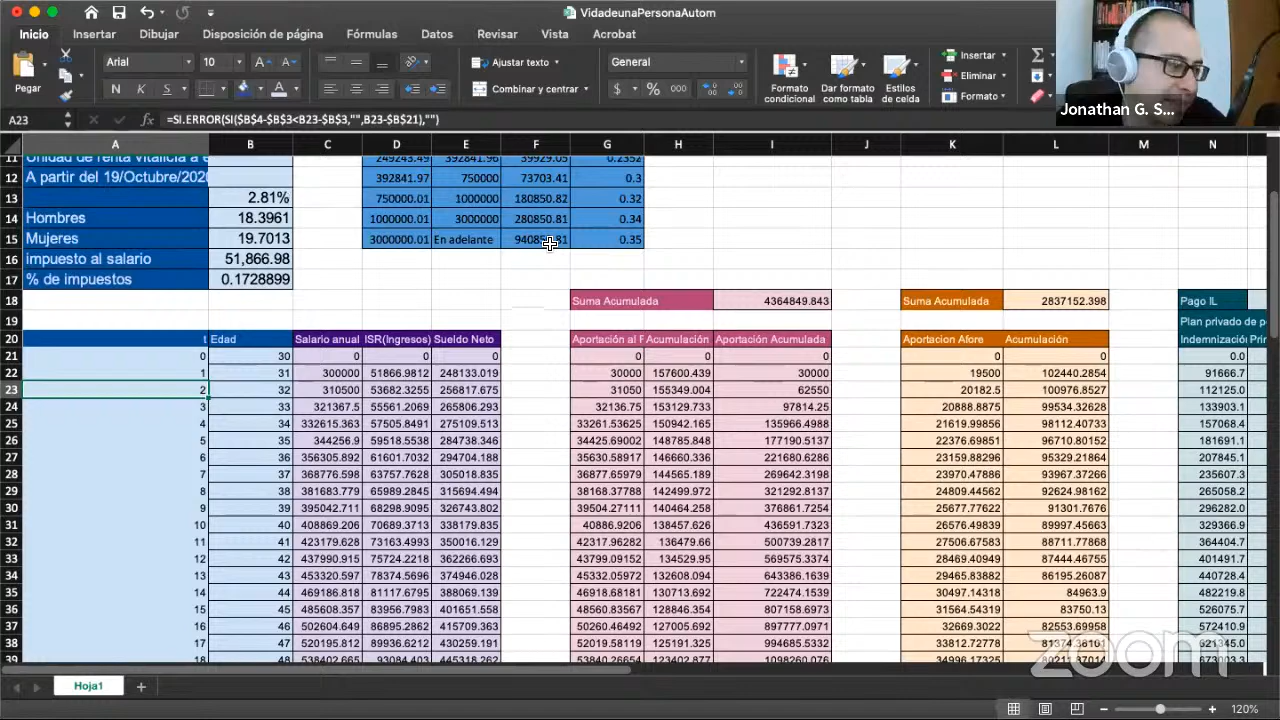 VidadeunaPersonaAutom
Inicio Insertar Dibujar Disposición de página Fórmulas Datos Revisar Vista Acrobat
Pegar Arial 10 Ajustar texto General Formato condicional Dar formato como tabla Estilos de celda Insertar
N K S Combinar y centrar $ % 000 Eliminar
Formato
Jonathan G. S...
A23 fx =SI.ERROR(SI($B$4-$B$3<B23-$B$3,"",B23-$B$21),"")
A B C D E F G H I J K L M N
11 Unidad de renta vitalicia a 249243.49 392841.96 39929.05 0.2352
12 A partir del 19/Octubre/2020 392841.97 750000 73703.41 0.3
13 2.81% 750000.01 1000000 180850.82 0.32
14 Hombres 18.3961 1000000.01 3000000 280850.81 0.34
15 Mujeres 19.7013 3000000.01 En adelante 940850.81 0.35
16 impuesto al salario 51,866.98
17 % de impuestos 0.1728899
18 Suma Acumulada 4364849.843 Suma Acumulada 2837152.398 Pago IL
19 Plan privado de
20 t Edad Salario anual ISR(Ingresos) Sueldo Neto Aportación al Acumulación Aportación Acumulada Aportacion Afore Acumulación
21 0 30 0 0 0 0 0 0 0 0 0.0
22 1 31 300000 51866.9812 248133.019 30000 157600.439 30000 19500 102440.2854 91666.7
23 2 32 310500 53682.3255 256817.675 31050 155349.004 62550 20182.5 100976.8527 112125.0
24 3 33 321367.5 55561.2069 265806.293 32136.75 153129.733 97814.25 20888.8875 99534.32628 133903.1
25 4 34 332615.363 57505.8491 275109.513 33261.53625 150942.165 135966.4988 21619.99856 98112.40733 157068.4
26 5 35 344256.9 59518.5538 284738.346 34425.69002 148785.848 177190.5137 22376.69851 96710.80152 181691.1
27 6 36 356305.892 61601.7032 294704.188 35630.58917 146660.336 221680.6286 23159.88296 95329.21864 207845.1
28 7 37 368776.598 63757.7628 305018.835 36877.65979 144565.189 269642.3198 23970.47886 93967.37266 235607.3
29 8 38 381683.779 65989.2845 315694.494 38168.37788 142499.972 321292.8137 24809.44562 92624.98162 265058.2
30 9 39 395042.711 68298.9095 326743.802 39504.27111 140464.258 376861.7254 25677.77622 91301.7676 296282.0
31 10 40 408869.206 70689.3713 338179.835 40886.9206 138457.626 436591.7323 26576.49839 89997.45663 329366.9
32 11 41 423179.628 73163.4993 350016.129 42317.96282 136479.66 500739.2817 27506.67583 88711.77868 364404.7
33 12 42 437990.915 75724.2218 362266.693 43799.09152 134529.95 569575.3374 28469.40949 87444.46755 401491.7
34 13 43 453320.597 78374.5696 374946.028 45332.05972 132608.094 643386.1639 29465.83882 86195.26087 440728.4
35 14 44 469186.818 81117.6795 388069.139 46918.68181 130713.692 722474.1539 30497.14318 84963.9 482219.8
36 15 45 485608.357 83956.7983 401651.558 48560.83567 128846.354 807158.6973 31564.54319 83750.13 526075.7
37 16 46 502604.649 86895.2862 415709.363 50260.46492 127005.692 897777.0971 32669.3022 82553.69958 572410.9
38 17 47 520195.812 89936.6212 430259.191 52019.58119 125191.325 994685.5332 33812.72778
39 18 48 538402.665 93084.403 445318.262 53840.26654 123402.877 1098260.076 34996.17325
zoom
Hoja1
120%